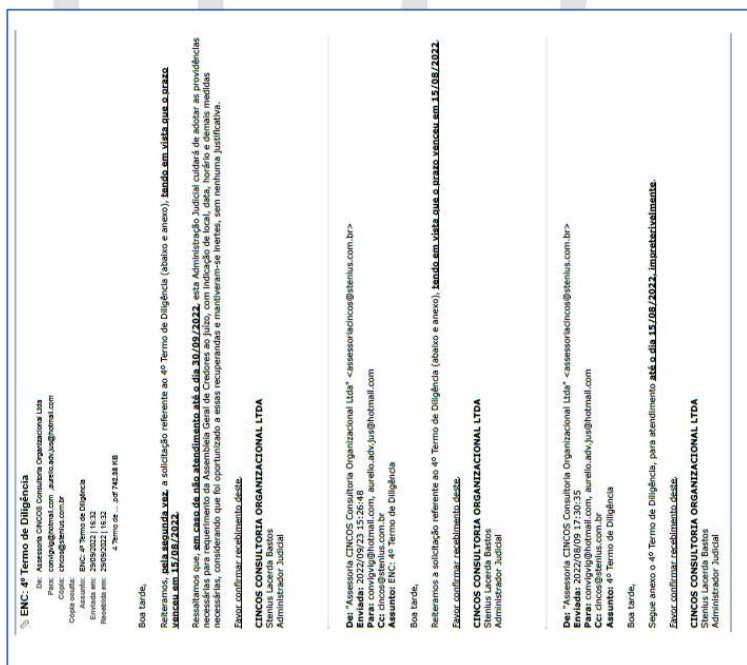 ENC: 4º Termo de Diligência
De: Assessoria CINCOS Consultoria Organizacional Ltda
Para: convigvig@hotmail.com ,aurelio.adv.jus@hotmail.com
Cópia: cincos@stenius.com.br
Cópia oculta:
Assunto: ENC: 4º Termo de Diligência
Enviada em: 29/09/2022 | 16:32
Recebida em: 29/09/2022 | 16:32
4 Termo de ... .pdf 742.38 KB
Boa tarde,
Reiteramos, pela segunda vez, a solicitação referente ao 4º Termo de Diligência (abaixo e anexo), tendo em vista que o prazo
venceu em 15/08/2022.
Ressaltamos que, em caso de não atendimento até o dia 30/09/2022, esta Administração Judicial cuidará de adotar as providências
necessárias para requerimento da Assembleia Geral de Credores ao juízo, com indicação de local, data, horário e demais medidas
necessárias, considerando que foi oportunizado a essas recuperandas e mantiveram-se inertes, sem nenhuma justificativa.
Favor confirmar recebimento deste.
CINCOS CONSULTORIA ORGANIZACIONAL LTDA
Stenius Lacerda Bastos
Administrador Judicial
De: "Assessoria CINCOS Consultoria Organizacional Ltda" <assessoriacincos@stenius.com.br>
Enviada: 2022/09/23 15:26:48
Para: convigvig@hotmail.com, aurelio.adv.jus@hotmail.com
Cc: cincos@stenius.com.br
Assunto: ENC: 4º Termo de Diligência
Boa tarde,
Reiteramos a solicitação referente ao 4º Termo de Diligência (abaixo e anexo), tendo em vista que o prazo venceu em 15/08/2022.
Favor confirmar recebimento deste.
CINCOS CONSULTORIA ORGANIZACIONAL LTDA
Stenius Lacerda Bastos
Administrador Judicial
De: "Assessoria CINCOS Consultoria Organizacional Ltda" <assessoriacincos@stenius.com.br>
Enviada: 2022/08/09 17:30:35
Para: convigvig@hotmail.com, aurelio.adv.jus@hotmail.com
Cc: cincos@stenius.com.br
Assunto: 4º Termo de Diligência
Boa tarde,
Segue anexo o 4º Termo de Diligência, para atendimento até o dia 15/08/2022, impreterivelmente.
Favor confirmar recebimento deste.
CINCOS CONSULTORIA ORGANIZACIONAL LTDA
Stenius Lacerda Bastos
Administrador Judicial